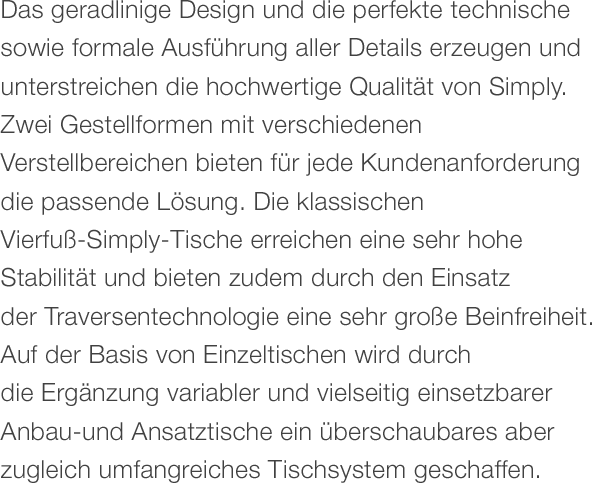 Das geradlinige Design und die perfekte technische
sowie formale Ausführung aller Details erzeugen und
unterstreichen die hochwertige Qualität von Simply.
Zwei Gestellformen mit verschiedenen
Verstellbereichen bieten für jede Kundenanforderung
die passende Lösung. Die klassischen
Vierfuß-Simply-Tische erreichen eine sehr hohe
Stabilität und bieten zudem durch den Einsatz
der Traversentechnologie eine sehr große Beinfreiheit.
Auf der Basis von Einzeltischen wird durch
die Ergänzung variabler und vielseitig einsetzbarer
Anbau-und Ansatztische ein überschaubares aber
zugleich umfangreiches Tischsystem geschaffen.